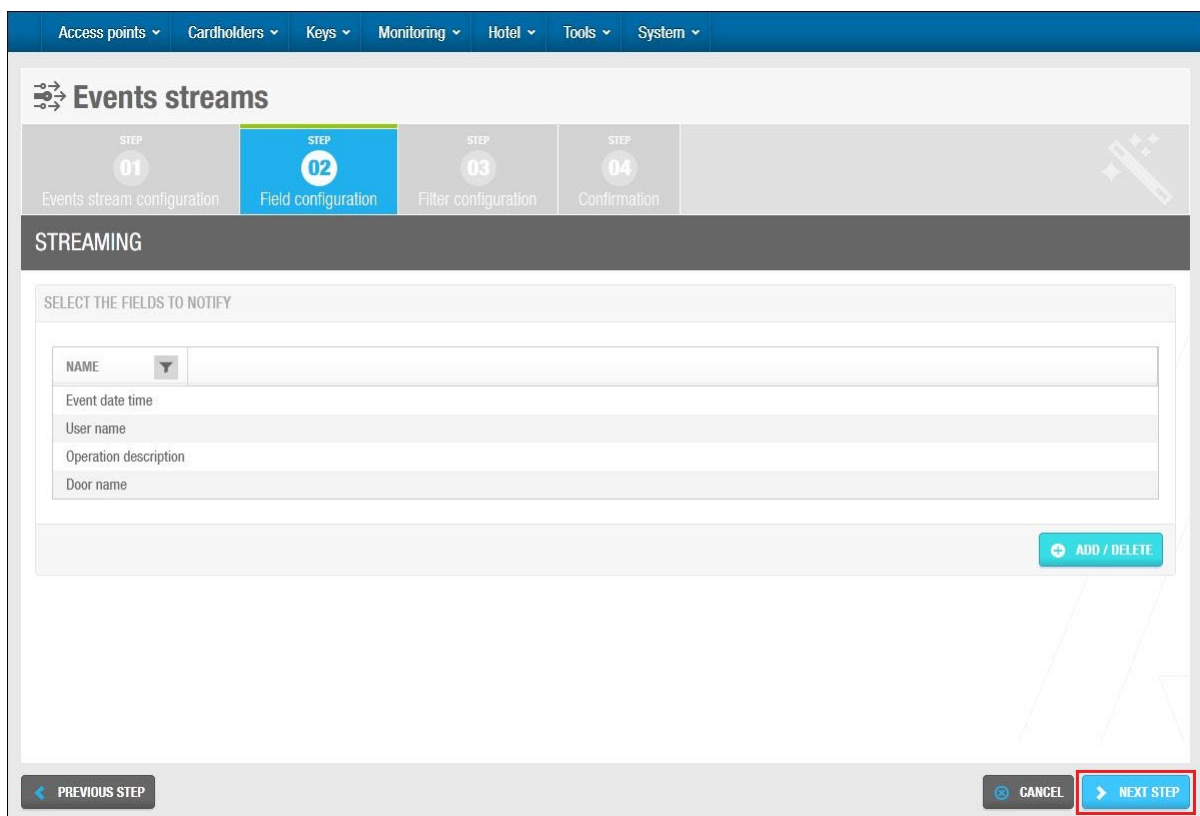 Access points Cardholders Keys Monitoring Hotel Tools System
Events streams
STEP STEP STEP STEP
01 02 03 04
Events stream configuration Field configuration Filter configuration Confirmation
STREAMING
SELECT THE FIELDS TO NOTIFY
NAME
Event date time
User name
Operation description
Door name
ADD / DELETE
PREVIOUS STEP CANCEL NEXT STEP